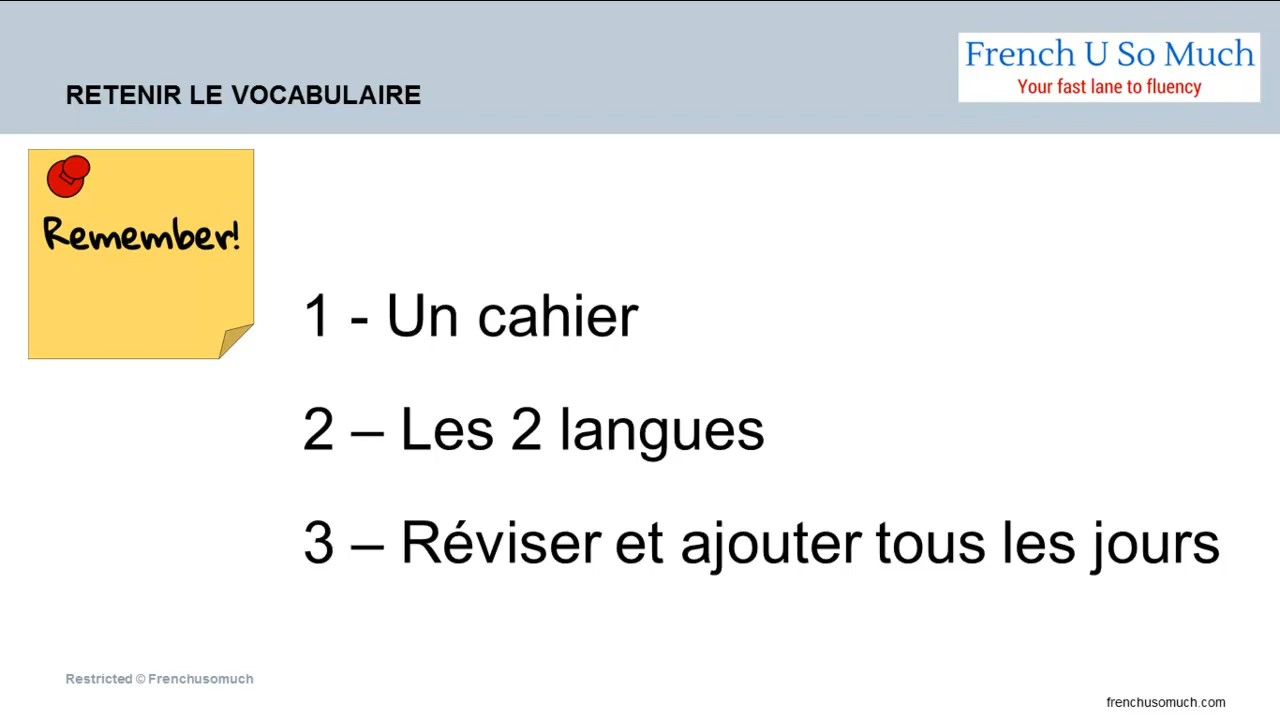 French U So Much
Your fast lane to fluency
RETENIR LE VOCABULAIRE
Remember!
1 - Un cahier
2 – Les 2 langues
3 – Réviser et ajouter tous les jours
Restricted © Frenchusomuch
frenchusomuch.com